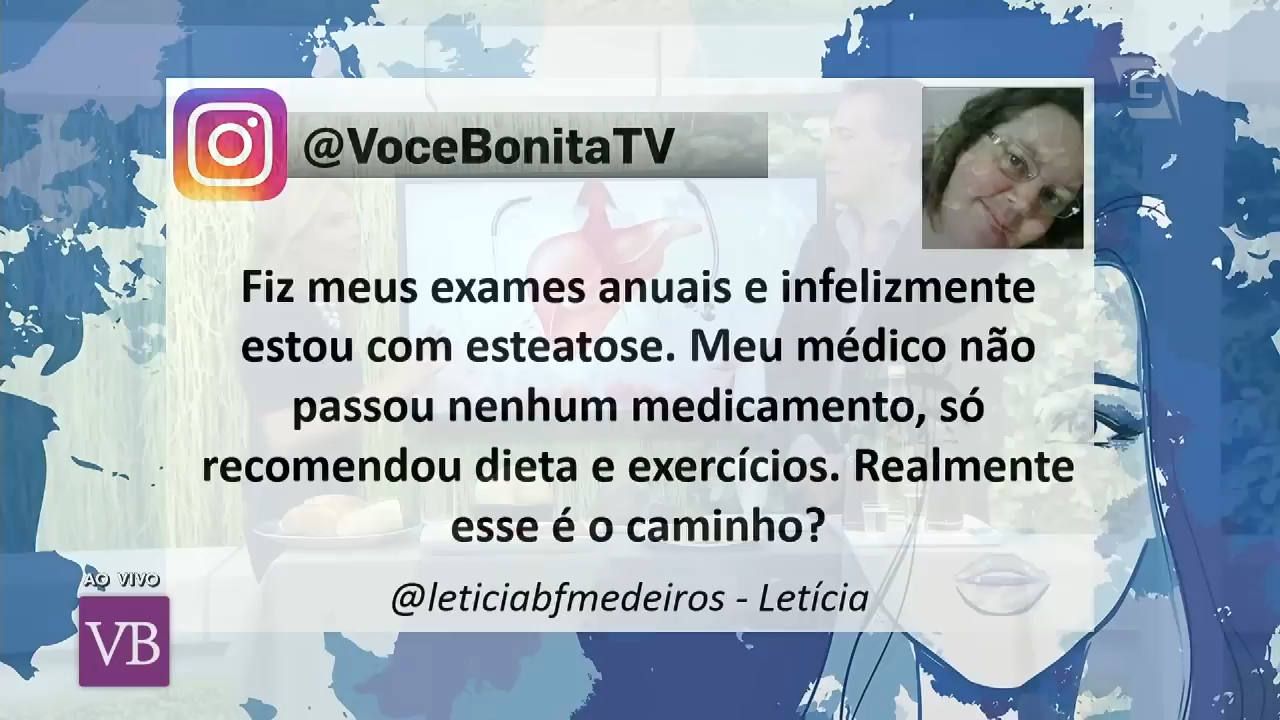 @VoceBonitaTV
Fiz meus exames anuais e infelizmente
estou com esteatose. Meu médico não
passou nenhum medicamento, só
recomendou dieta e exercícios. Realmente
esse é o caminho?
@leticiabfmedeiros - Letícia
AO VIVO
VB
G